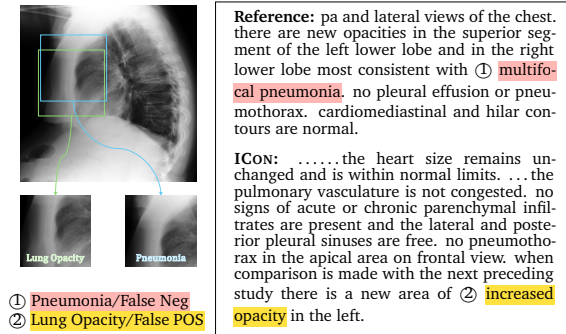 Lung Opacity
Pneumonia
① Pneumonia/False Neg
② Lung Opacity/False POS
Reference: pa and lateral views of the chest.
there are new opacities in the superior seg-
ment of the left lower lobe and in the right
lower lobe most consistent with ① multifo-
cal pneumonia. no pleural effusion or pneu-
mothorax. cardiomediastinal and hilar con-
tours are normal.
ICON: ......the heart size remains un-
changed and is within normal limits. ...the
pulmonary vasculature is not congested. no
signs of acute or chronic parenchymal infil-
trates are present and the lateral and poste-
rior pleural sinuses are free. no pneumotho-
rax in the apical area on frontal view. when
comparison is made with the next preceding
study there is a new area of ② increased
opacity in the left.